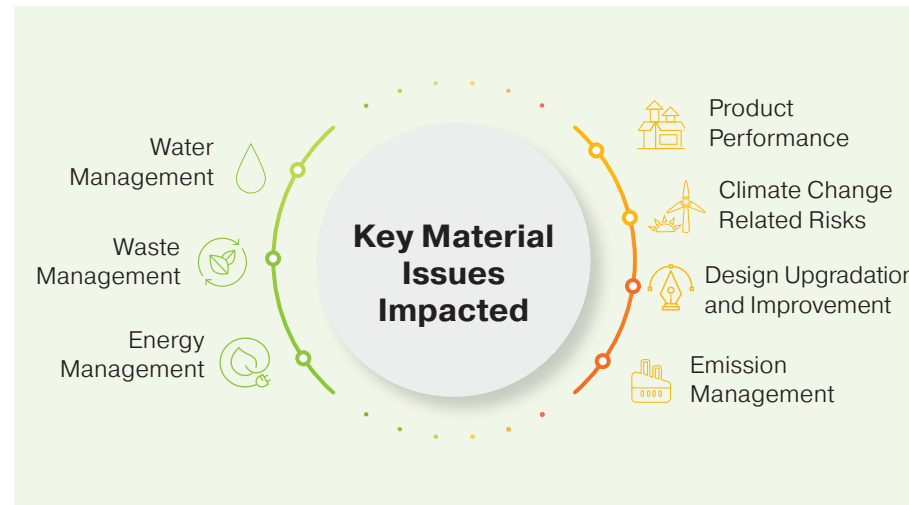 Water
Management
Waste
Management
Energy
Management
Key Material
Issues
Impacted
Product
Performance
Climate Change
Related Risks
Design Upgradation
and Improvement
Emission
Management